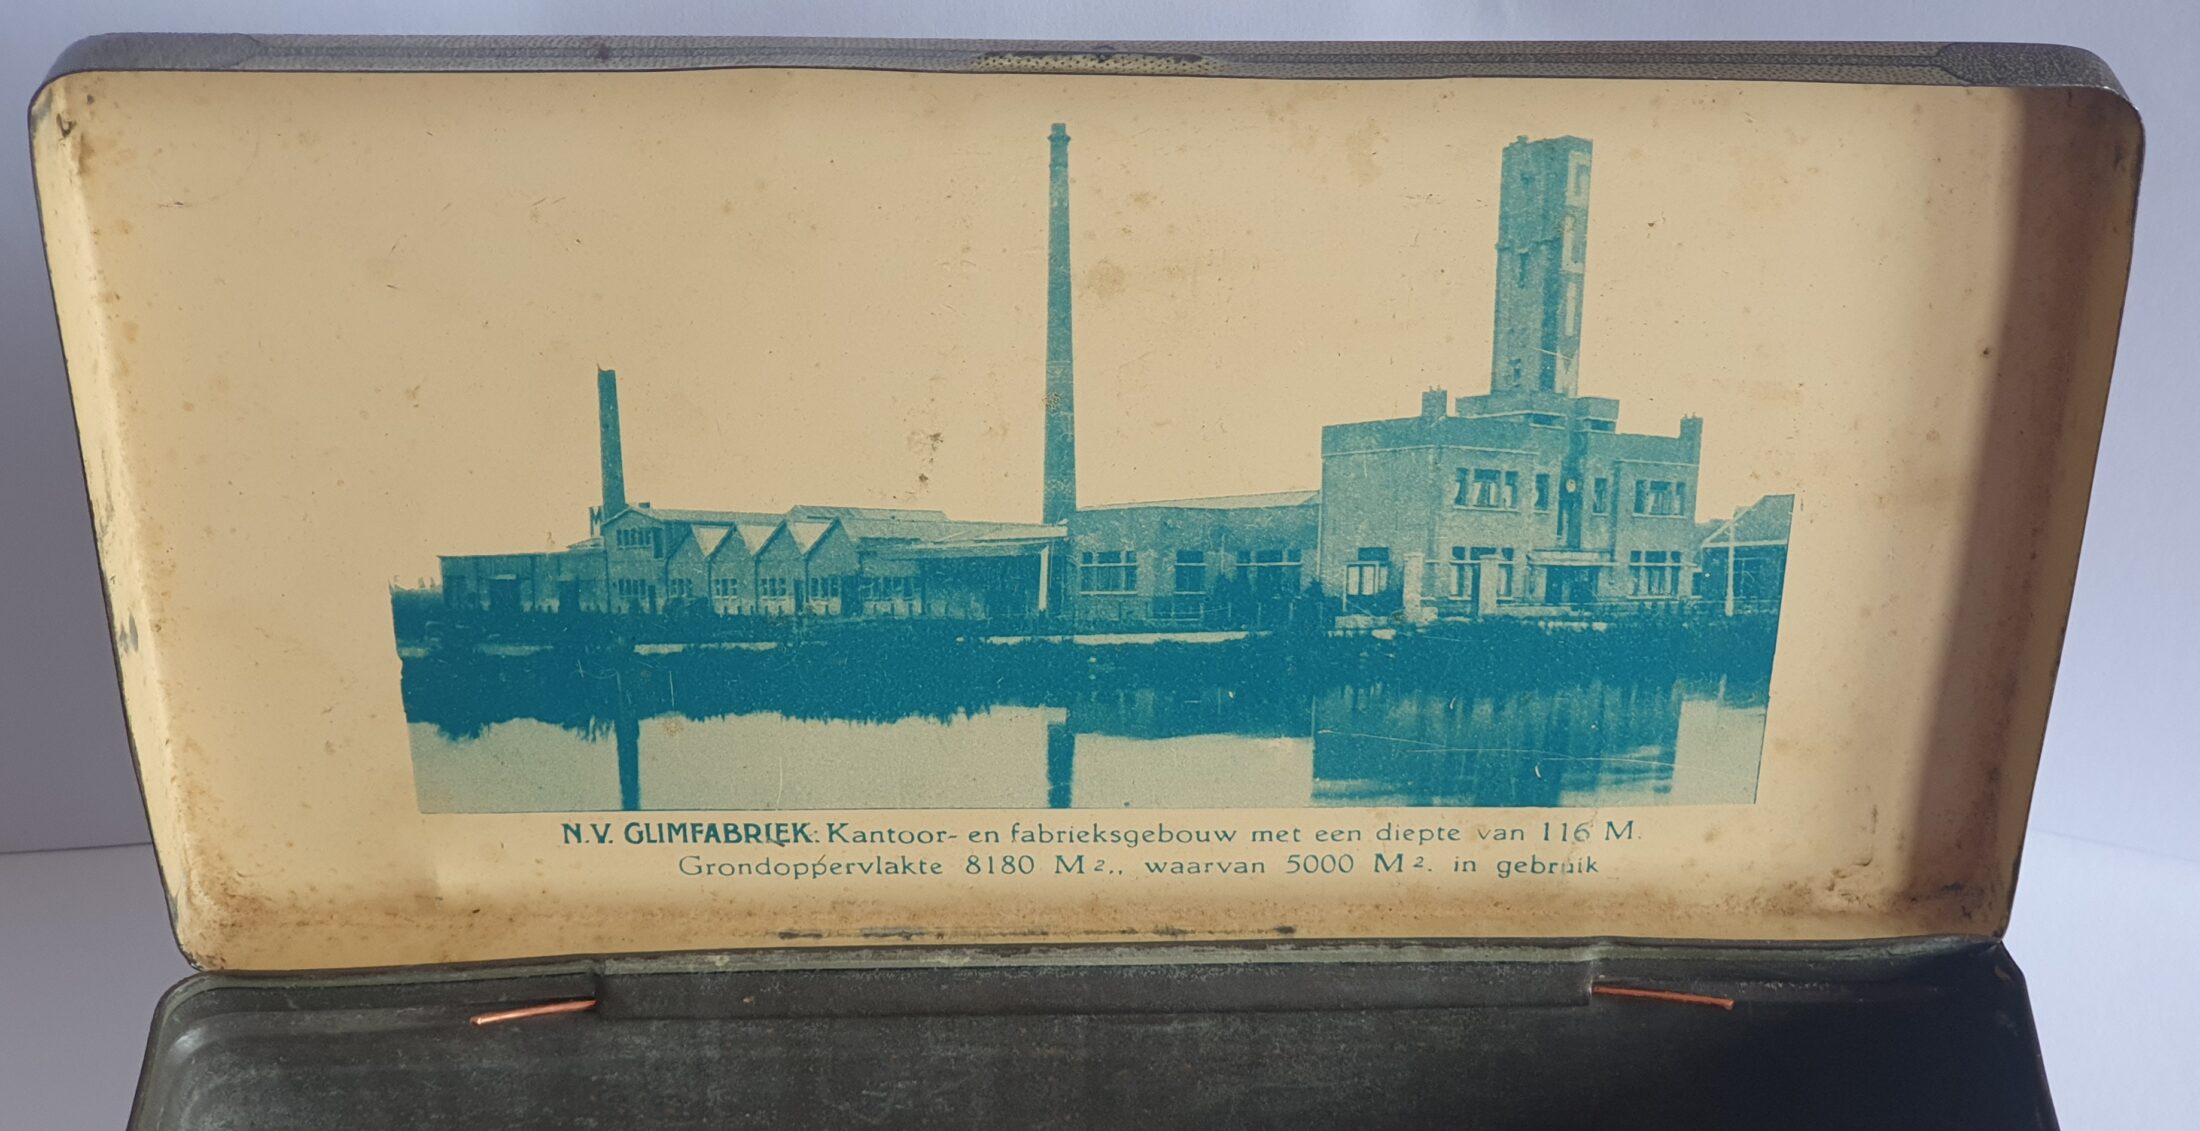 GLIM
N.V. GLIMFABRIEK: Kantoor- en fabrieksgebouw met een diepte van 116 M.
Grondoppervlakte 8180 M2., waarvan 5000 M2. in gebruik